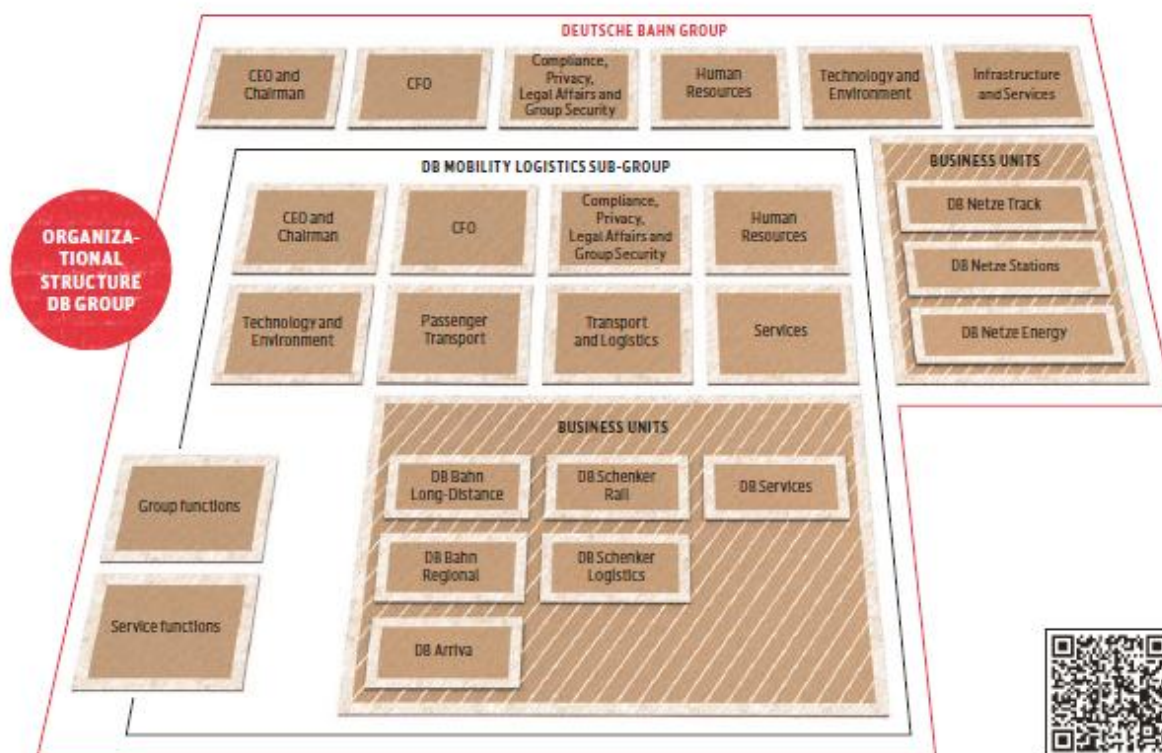 DEUTSCHE BAHN GROUP
CEO and
Chairman
CFO
Compliance,
Privacy,
Legal Affairs and
Group Security
Human
Resources
Technology and
Environment
Infrastructure
and Services
BUSINESS UNITS
DB Netze Track
DB Netze Stations
DB Netze Energy
ORGANIZA-
TIONAL
STRUCTURE
DB GROUP
DB MOBILITY LOGISTICS SUB-GROUP
CEO and
Chairman
CFO
Compliance,
Privacy,
Legal Affairs and
Group Security
Human
Resources
Technology and
Environment
Passenger
Transport
Transport
and Logistics
Services
BUSINESS UNITS
DB Bahn
Long-Distance
DB Schenker
Rail
DB Services
DB Bahn
Regional
DB Schenker
Logistics
DB Arriva
Group functions
Service functions